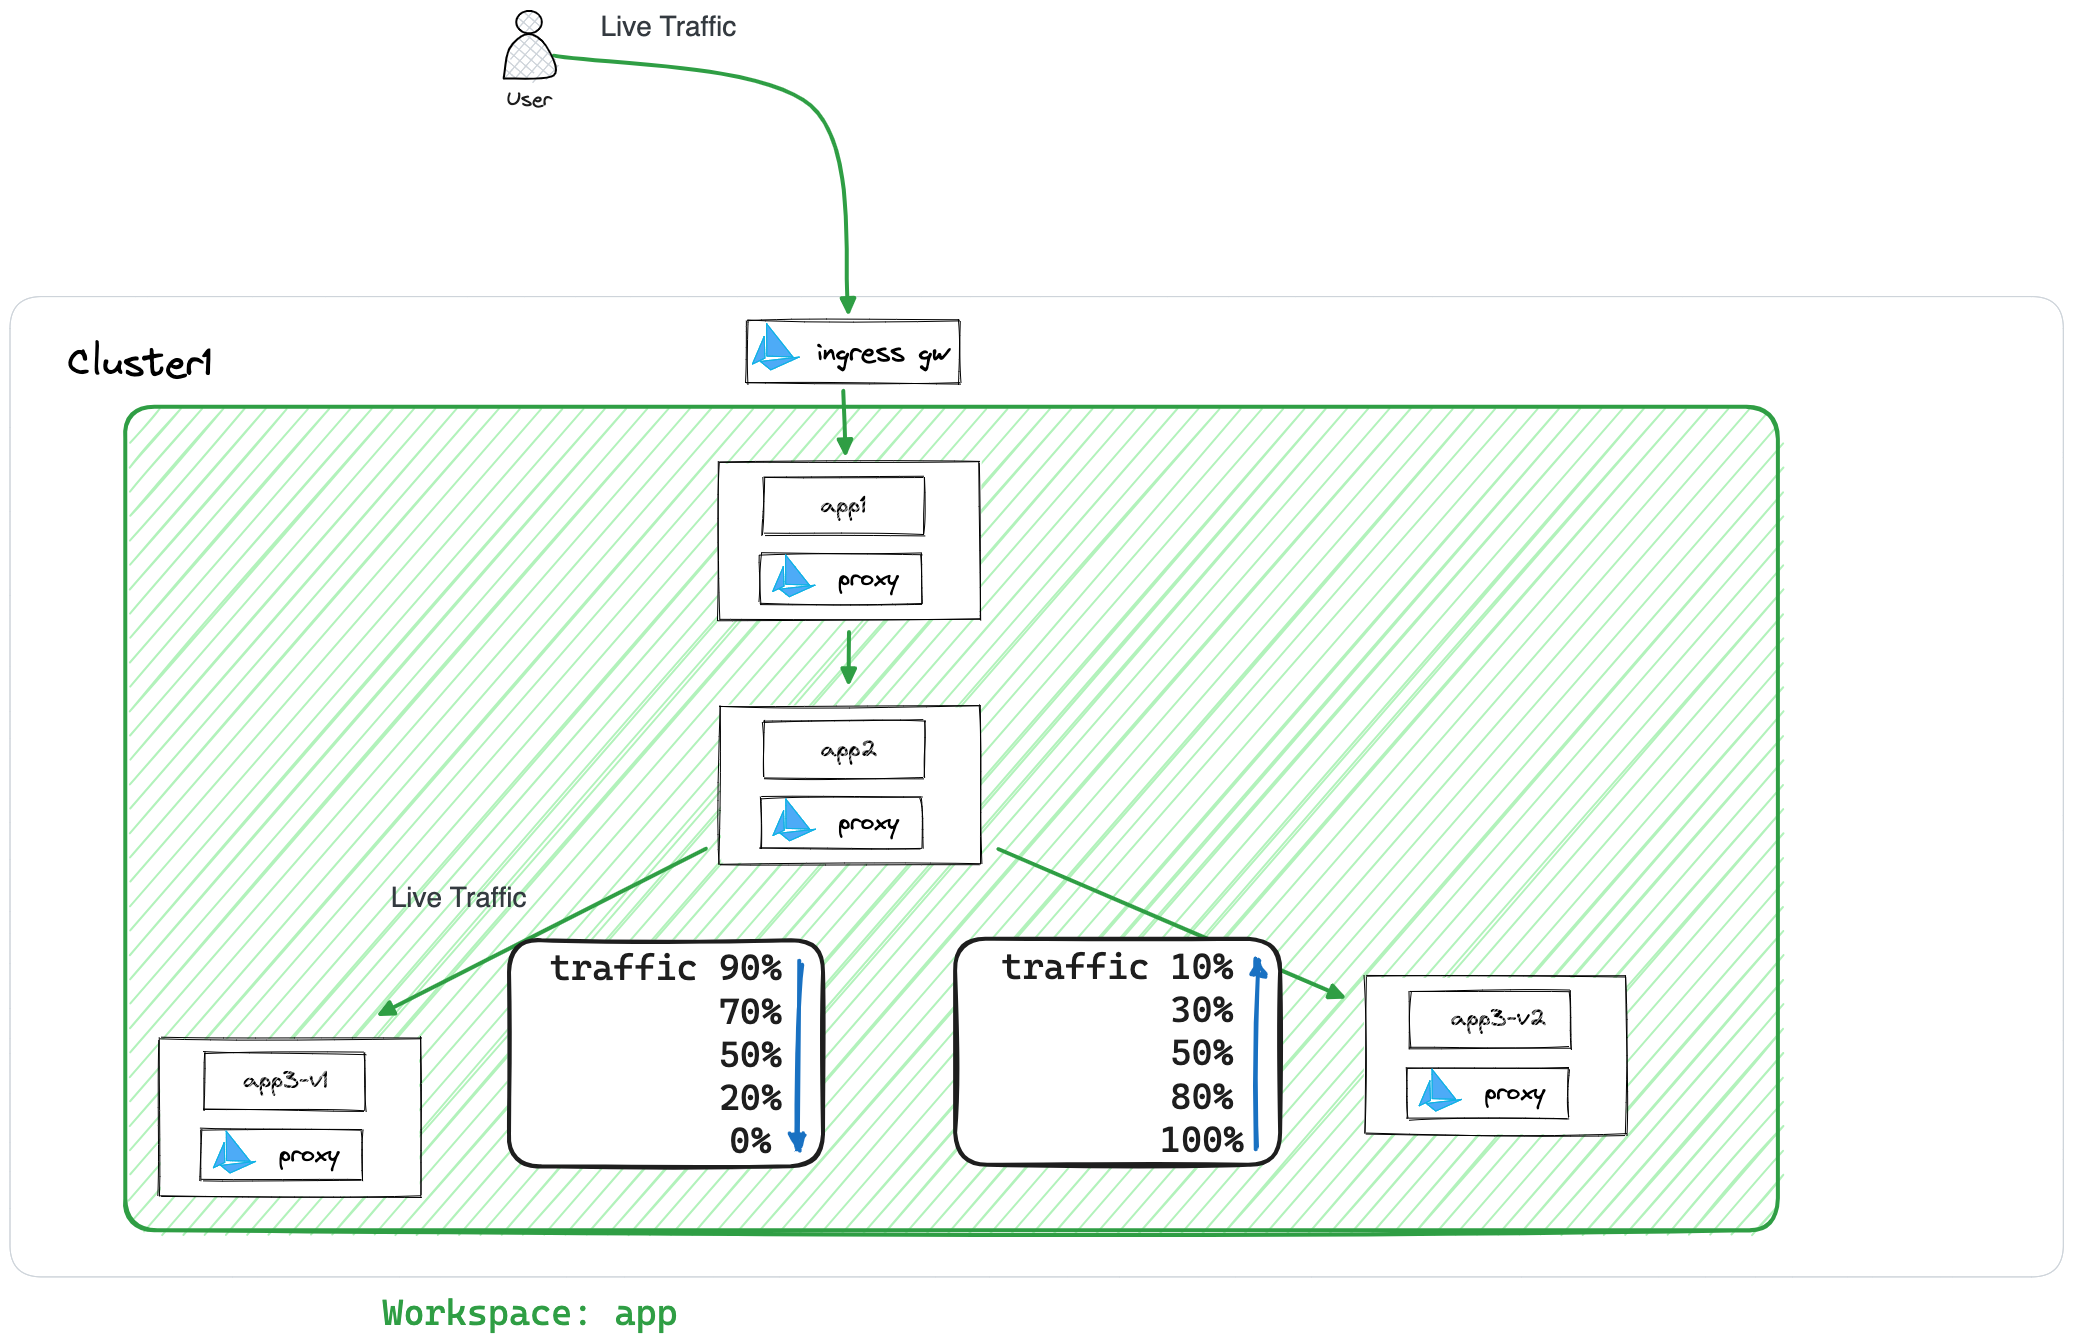 Live Traffic
User
Cluster1
ingress gw
app1
proxy
app2
proxy
Live Traffic
traffic 90%
70%
50%
20%
0%
traffic 10%
30%
50%
80%
100%
app3-v1
proxy
app3-v2
proxy
Workspace: app